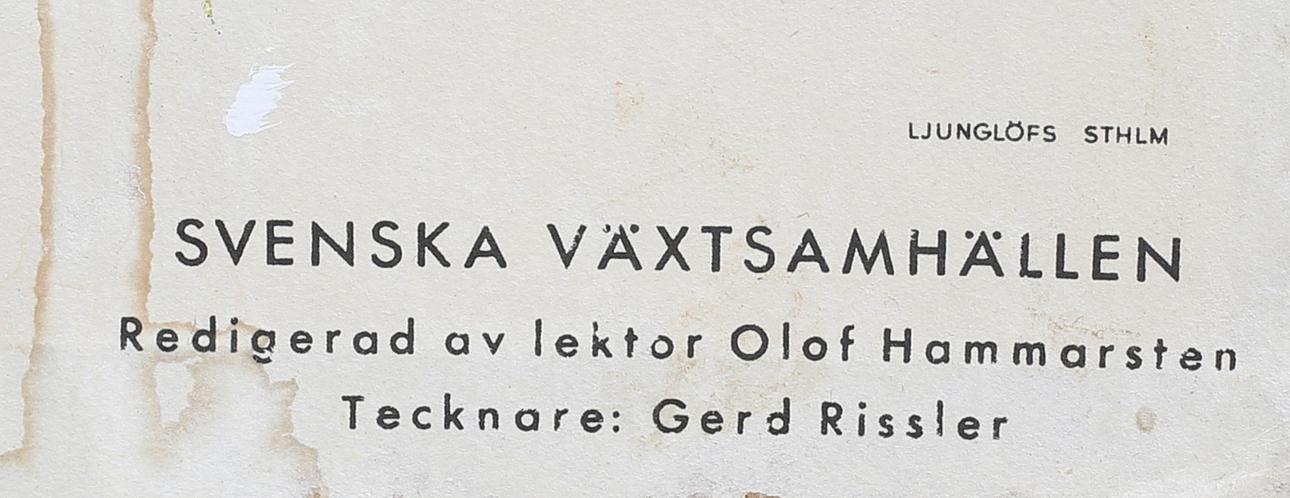 LJUNGLÖFS STHLM
SVENSKA VÄXTSAMHÄLLEN
Redigerad av lektor Olof Hammarsten
Tecknare: Gerd Rissler